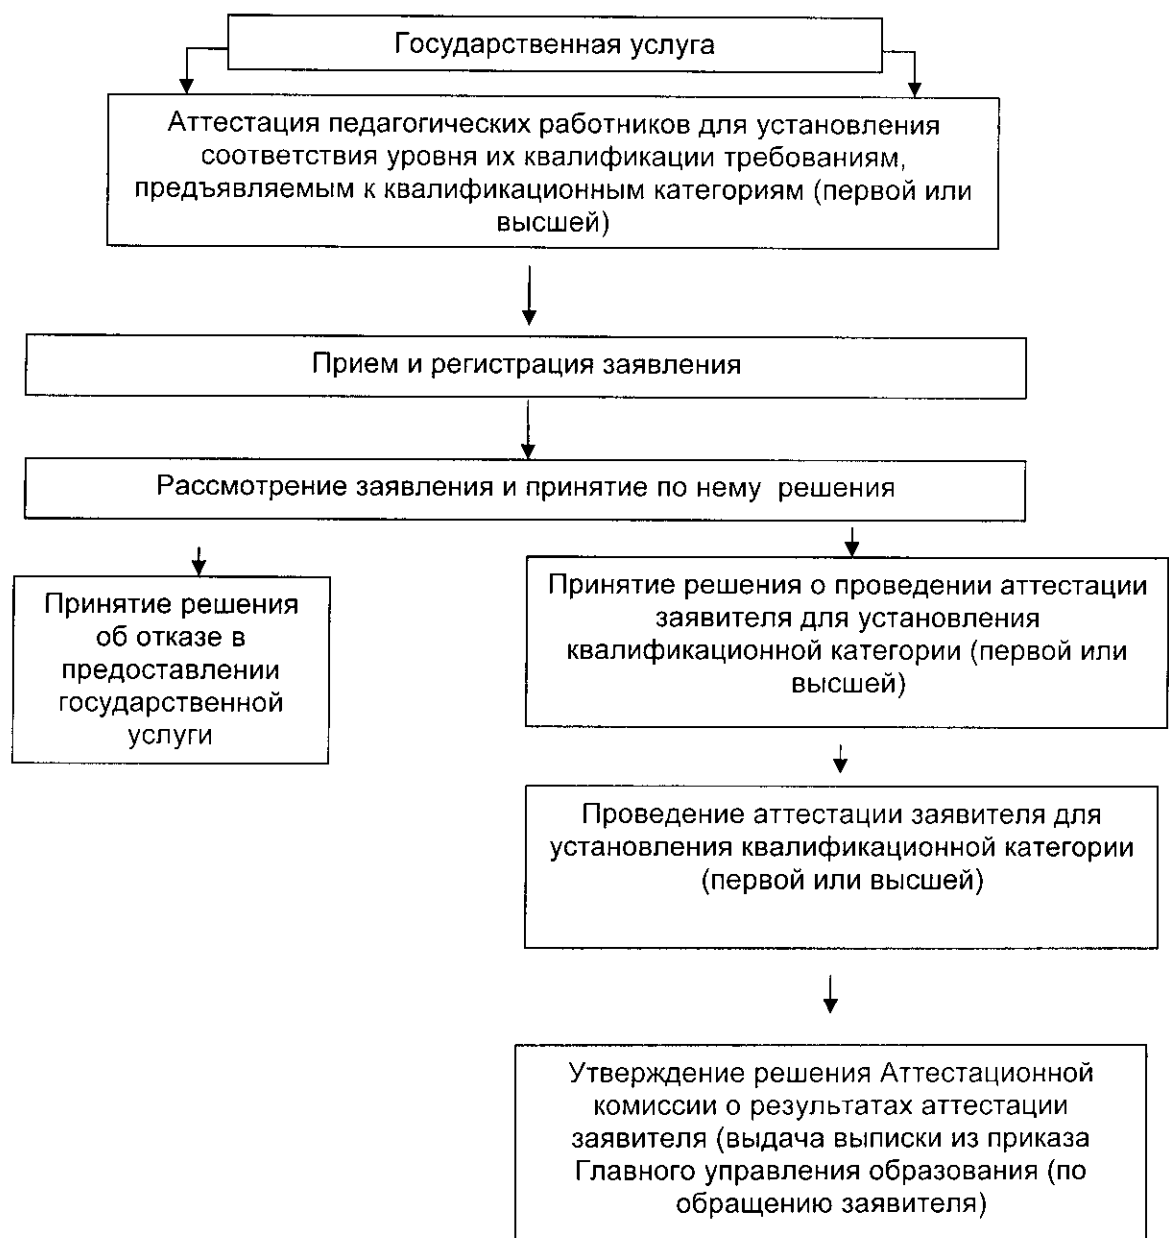 Государственная услуга
Аттестация педагогических работников для установления
соответствия уровня их квалификации требованиям,
предъявляемым к квалификационным категориям (первой или
высшей)
Прием и регистрация заявления
Рассмотрение заявления и принятие по нему решения
Принятие решения
об отказе в
предоставлении
государственной
услуги
Принятие решения о проведении аттестации
заявителя для установления
квалификационной категории (первой или
высшей)
Проведение аттестации заявителя для
установления квалификационной категории
(первой или высшей)
Утверждение решения Аттестационной
комиссии о результатах аттестации
заявителя (выдача выписки из приказа
Главного управления образования (по
обращению заявителя)